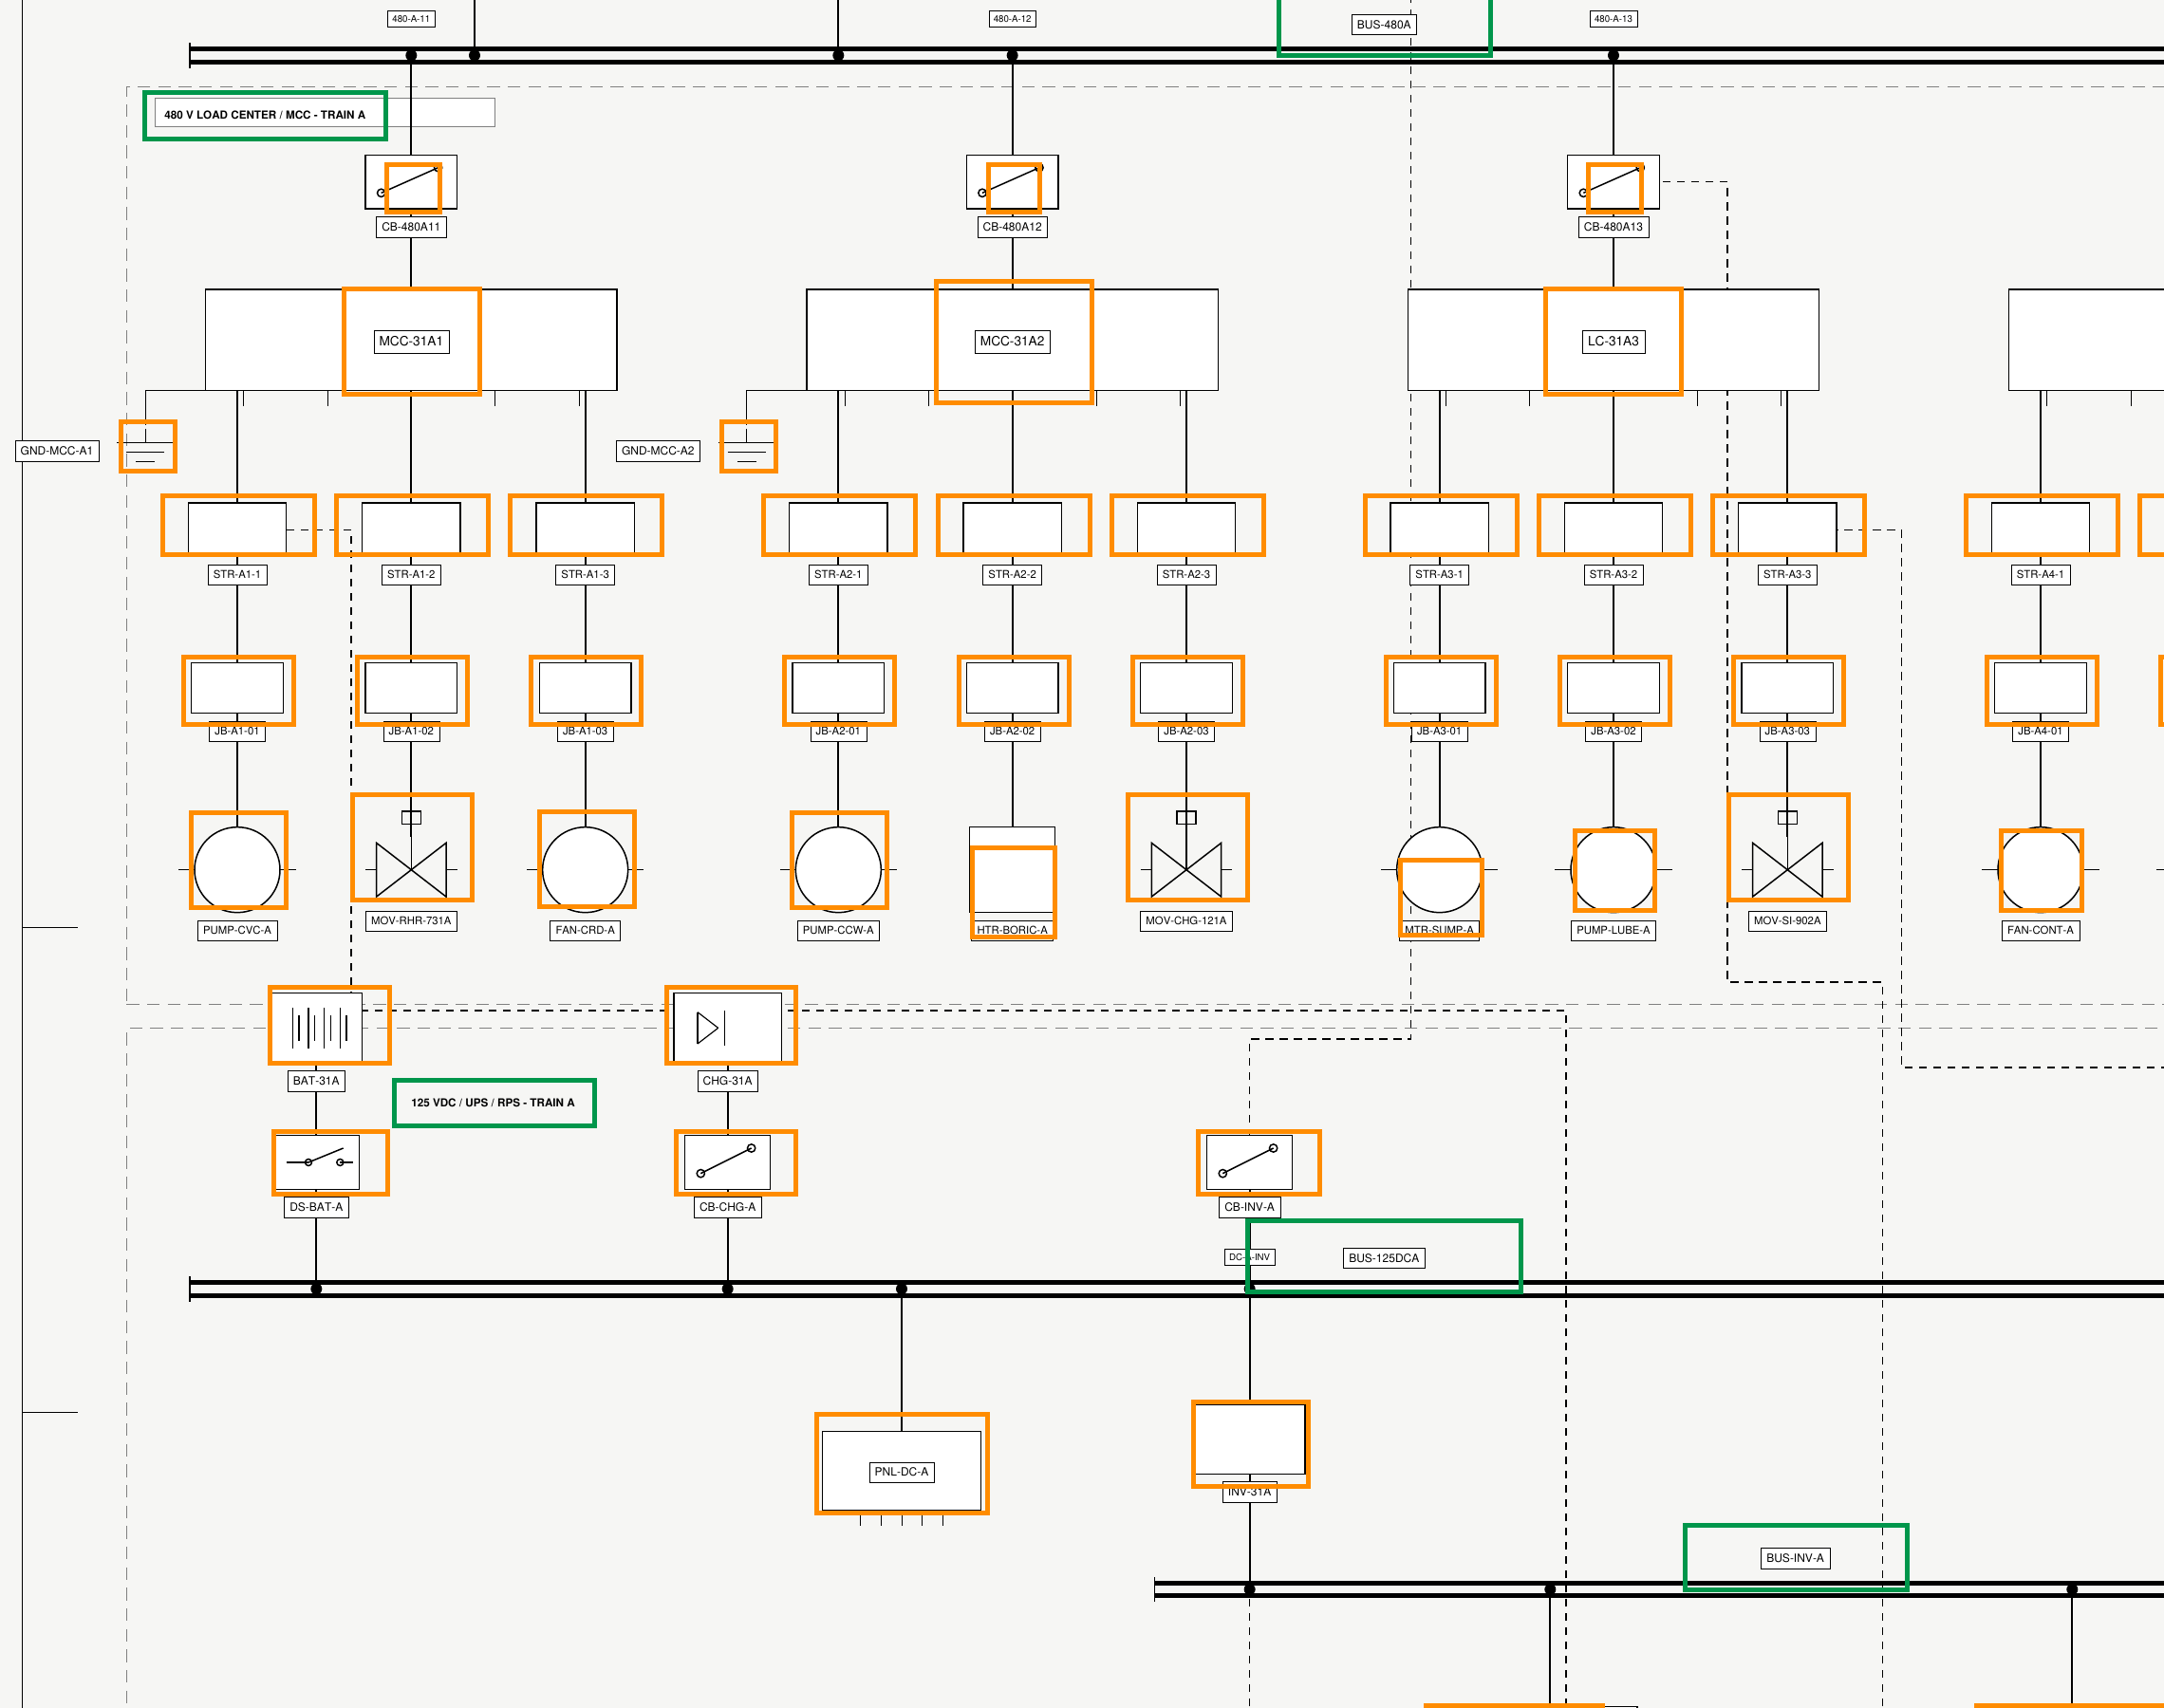 480-A-11
480-A-12
BUS-480A
480-A-13
480 V LOAD CENTER / MCC - TRAIN A
CB-480A11
CB-480A12
CB-480A13
MCC-31A1
MCC-31A2
LC-31A3
GND-MCC-A1
GND-MCC-A2
STR-A1-1
STR-A1-2
STR-A1-3
STR-A2-1
STR-A2-2
STR-A2-3
STR-A3-1
STR-A3-2
STR-A3-3
STR-A4-1
JB-A1-01
JB-A1-02
JB-A1-03
JB-A2-01
JB-A2-02
JB-A2-03
JB-A3-01
JB-A3-02
JB-A3-03
JB-A4-01
PUMP-CVC-A
MOV-RHR-731A
FAN-CRD-A
PUMP-CCW-A
HTR-BORIC-A
MOV-CHG-121A
MTR-SUMP-A
PUMP-LUBE-A
MOV-SI-902A
FAN-CONT-A
BAT-31A
CHG-31A
125 VDC / UPS / RPS - TRAIN A
DS-BAT-A
CB-CHG-A
CB-INV-A
DC-A-INV
BUS-125DCA
PNL-DC-A
INV-31A
BUS-INV-A